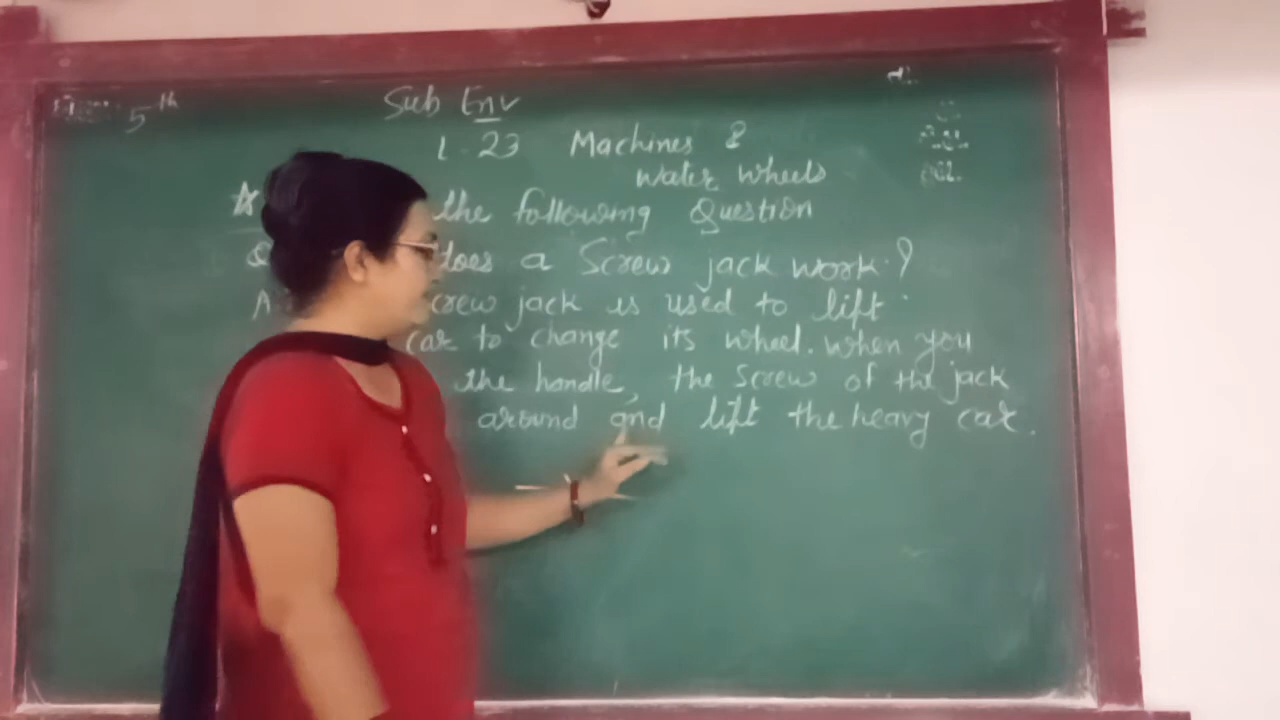 5th
Sub Env
L-23 Machines &
water wheels
the following Question
does a Screw jack work?
crew jack is used to lift
car to change its wheel. when you
the handle, the screw of the jack
around and lift the heavy car.